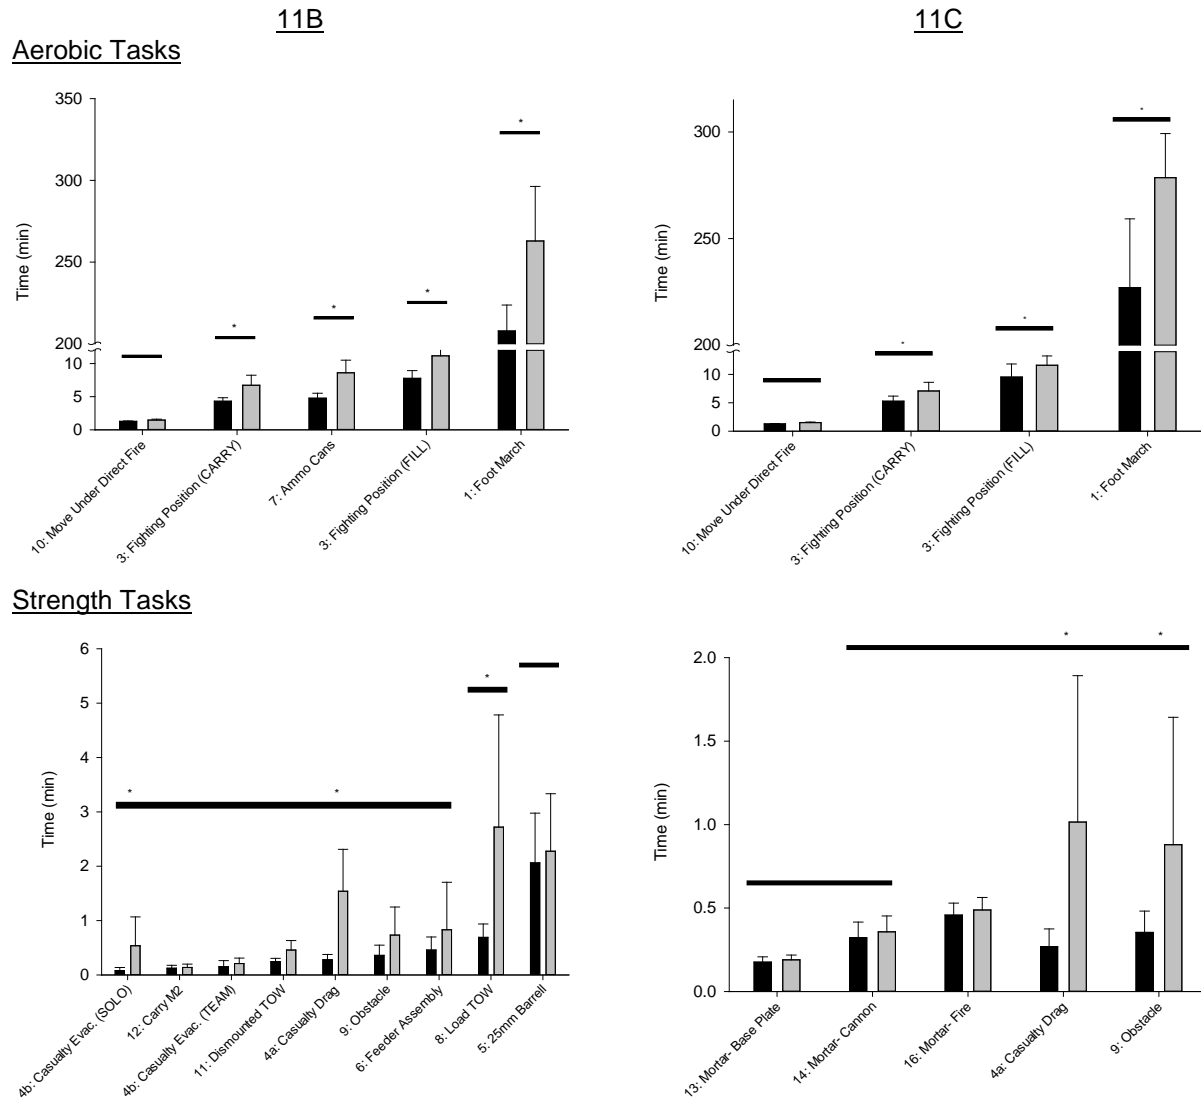 11B
11C
Aerobic Tasks
350
300
250
200
10
5
0
Time (min)
*
*
*
*
10: Move Under Direct Fire
3: Fighting Position (CARRY)
7: Ammo Cans
3: Fighting Position (FILL)
1: Foot March
300
250
200
10
5
0
Time (min)
*
*
*
10: Move Under Direct Fire
3: Fighting Position (CARRY)
3: Fighting Position (FILL)
1: Foot March
Strength Tasks
6
5
4
3
2
1
0
Time (min)
*
*
*
4b: Casualty Evac. (SOLO)
12: Carry M2
4b: Casualty Evac. (TEAM)
11: Dismounted TOW
4a: Casualty Drag
9: Obstacle
6: Feeder Assembly
8: Load TOW
5: 25mm Barrell
2.0
1.5
1.0
0.5
0.0
Time (min)
*
*
13: Mortar- Base Plate
14: Mortar- Cannon
16: Mortar- Fire
4a: Casualty Drag
9: Obstacle